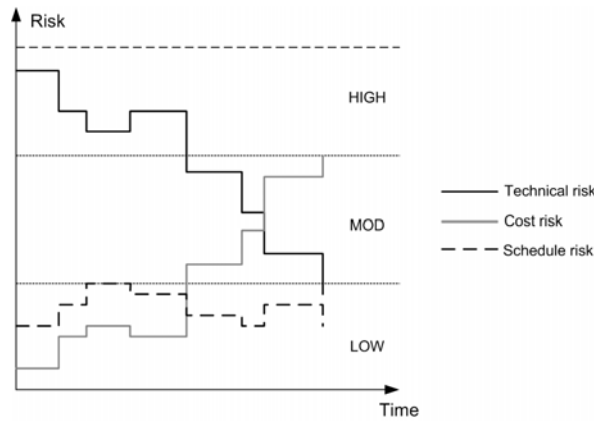 Risk
HIGH
MOD
LOW
Time
Technical risk
Cost risk
Schedule risk